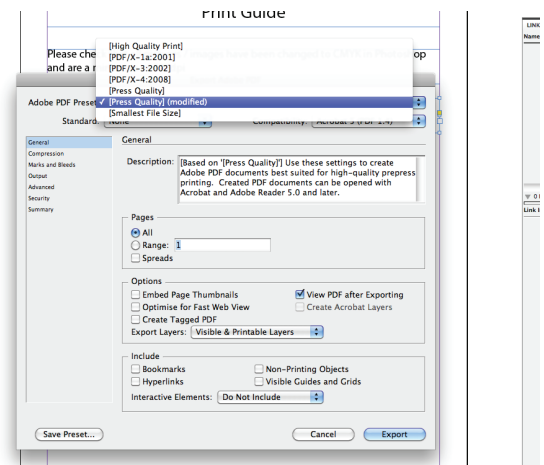 Print Guide
LINK
Name
Please che
op
and are a r
[High Quality Print]
[PDF/X-1a:2001]
[PDF/X-3:2002]
[PDF/X-4:2008]
[Press Quality]
Adobe PDF Preset ✓ [Press Quality] (modified)
[Smallest File Size]
Standard: None Compatibility: Acrobat 5 (PDF 1.4)
General
Compression
Marks and Bleeds
Output
Advanced
Security
Summary
General
Description: [Based on '[Press Quality]'] Use these settings to create
Adobe PDF documents best suited for high-quality prepress
printing. Created PDF documents can be opened with
Acrobat and Adobe Reader 5.0 and later.
Pages
All
Range: 1
Spreads
Options
Embed Page Thumbnails View PDF after Exporting
Optimise for Fast Web View Create Acrobat Layers
Create Tagged PDF
Export Layers: Visible & Printable Layers
Include
Bookmarks Non-Printing Objects
Hyperlinks Visible Guides and Grids
Interactive Elements: Do Not Include
Save Preset... Cancel Export
Link I